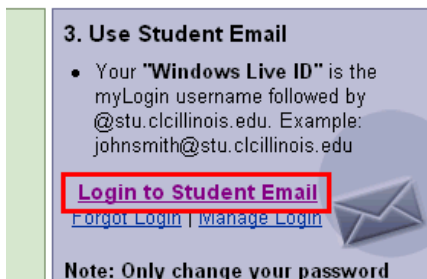 3. Use Student Email
• Your "Windows Live ID" is the
myLogin username followed by
@stu.clcillinois.edu. Example:
johnsmith@stu.clcillinois.edu
Login to Student Email
Forgot Login | Manage Login
Note: Only change your password